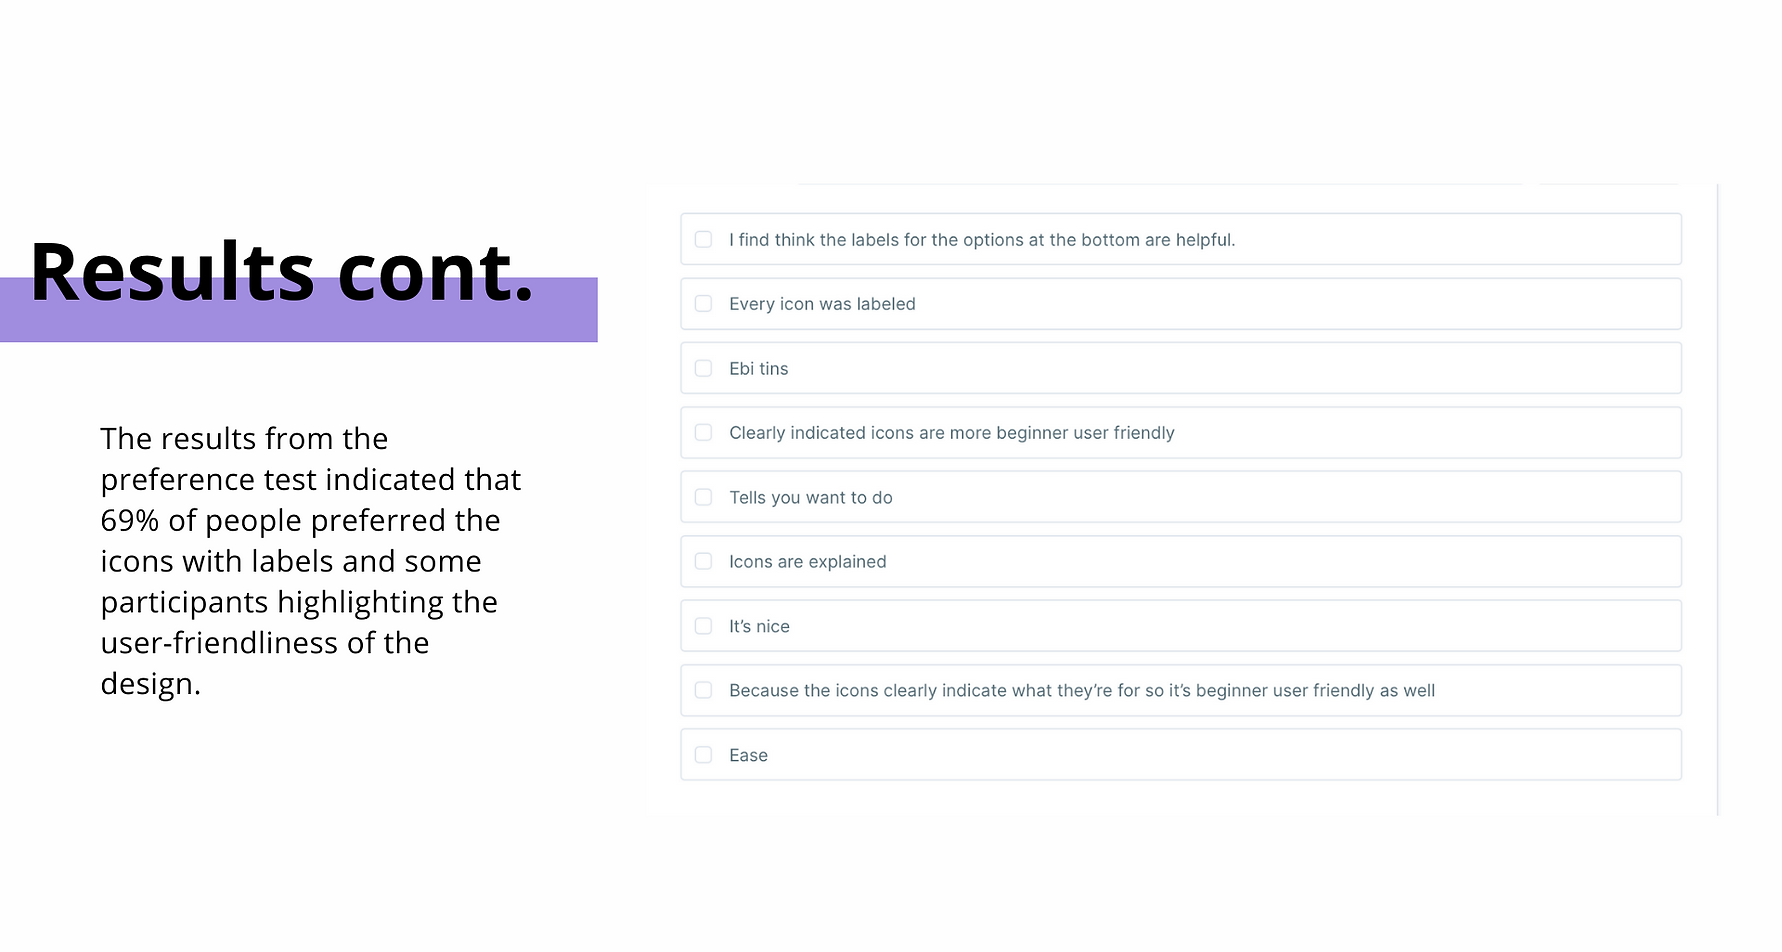 Results cont.
The results from the
preference test indicated that
69% of people preferred the
icons with labels and some
participants highlighting the
user-friendliness of the
design.
I find think the labels for the options at the bottom are helpful.
Every icon was labeled
Ebi tins
Clearly indicated icons are more beginner user friendly
Tells you want to do
Icons are explained
It’s nice
Because the icons clearly indicate what they’re for so it’s beginner user friendly as well
Ease